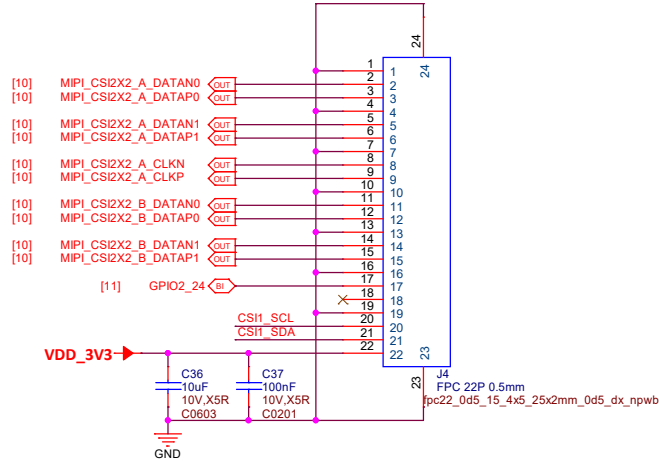 24
24
1 1
[10] MIPI_CSI2X2_A_DATAN0 OUT 2 2
[10] MIPI_CSI2X2_A_DATAP0 OUT 3 3
4 4
[10] MIPI_CSI2X2_A_DATAN1 OUT 5 5
[10] MIPI_CSI2X2_A_DATAP1 OUT 6 6
7 7
[10] MIPI_CSI2X2_A_CLKN OUT 8 8
[10] MIPI_CSI2X2_A_CLKP OUT 9 9
10 10
[10] MIPI_CSI2X2_B_DATAN0 OUT 11 11
[10] MIPI_CSI2X2_B_DATAP0 OUT 12 12
13 13
[10] MIPI_CSI2X2_B_DATAN1 OUT 14 14
[10] MIPI_CSI2X2_B_DATAP1 OUT 15 15
16 16
[11] GPIO2_24 BI 17 17
18 18
19 19
CSI1_SCL 20 20
CSI1_SDA 21 21
VDD_3V3 22 22
23
23
J4
FPC 22P 0.5mm
fpc22_0d5_15_4x5_25x2mm_0d5_dx_npwb
C36
10uF
10V,X5R
C0603
C37
100nF
10V,X5R
C0201
GND